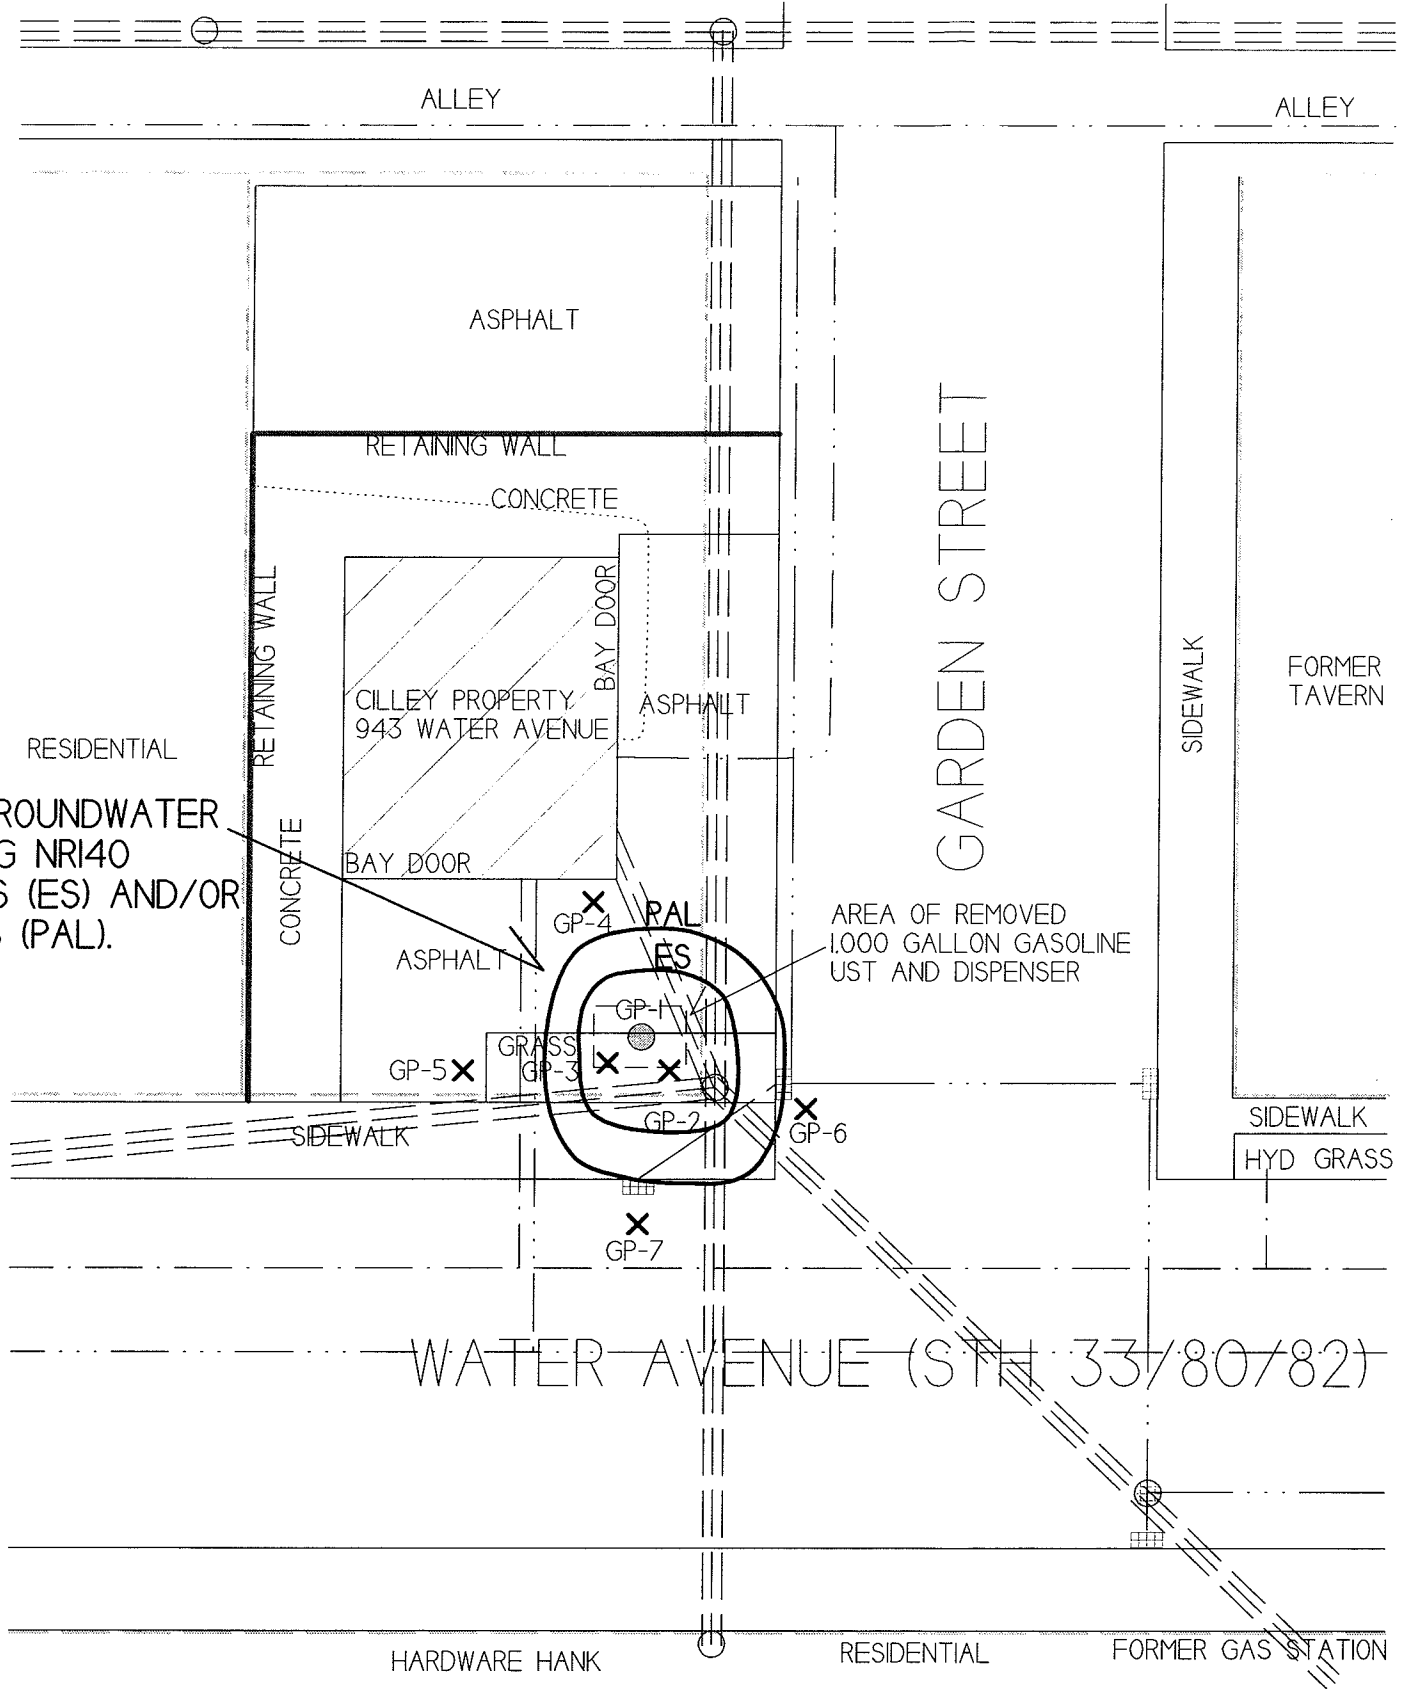 ALLEY
ALLEY
ASPHALT
RETAINING WALL
CONCRETE
GARDEN STREET
RETAINING WALL
BAY DOOR
CILLEY PROPERTY
943 WATER AVENUE
ASPHALT
SIDEWALK
FORMER
TAVERN
RESIDENTIAL
ROUNDWATER
G NR140
S (ES) AND/OR
(PAL).
CONCRETE
BAY DOOR
GP-4
PAL
ASPHALT
ES
AREA OF REMOVED
1,000 GALLON GASOLINE
UST AND DISPENSER
GP-1
GRASS
GP-5
GP-3
GP-2
GP-6
SIDEWALK
SIDEWALK
HYD GRASS
GP-7
WATER AVENUE (STH 33/80/82)
HARDWARE HANK
RESIDENTIAL
FORMER GAS STATION